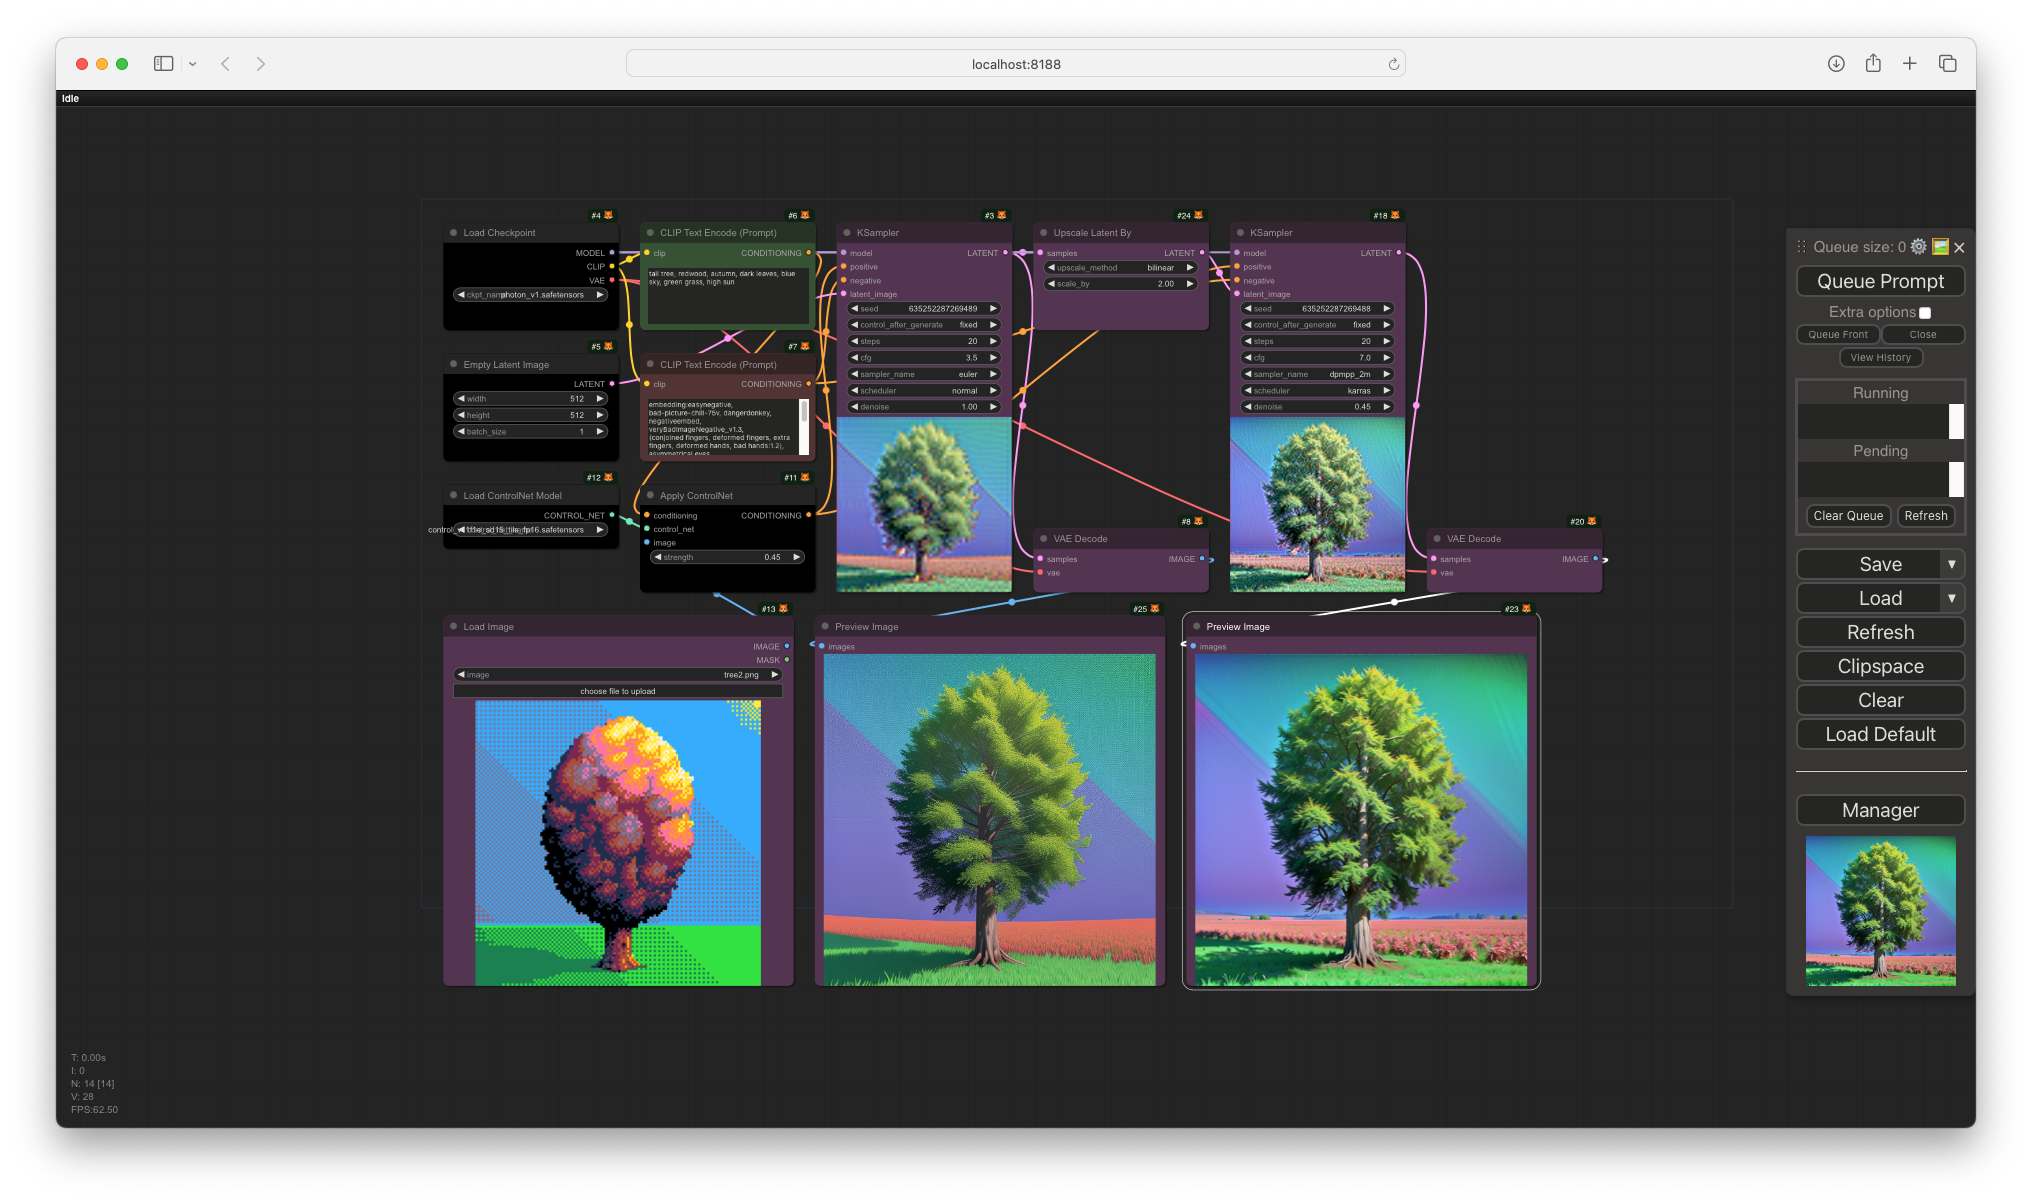 localhost:8188
Idle
#4
Load Checkpoint
MODEL
CLIP
VAE
photon_v1.safetensors
#5
Empty Latent Image
LATENT
width 512
height 512
batch_size 1
#12
Load ControlNet Model
CONTROL_NET
#6
CLIP Text Encode (Prompt)
clip CONDITIONING
tall tree, redwood, autumn, dark leaves, blue
sky, green grass, high sun
#7
CLIP Text Encode (Prompt)
clip CONDITIONING
embedding:easynegative,
bad-picture-chill-75v, dangerdonkey,
negativeembed,
veryBadImageNegative_v1.3,
(conjoined fingers, deformed fingers, extra
fingers, deformed hands, bad hands:1.2),
asymmetrical eyes
#11
Apply ControlNet
conditioning CONDITIONING
control_net
image
strength 0.45
#3
KSampler
model LATENT
positive
negative
latent_image
seed 635252287269489
control_after_generate fixed
steps 20
cfg 3.5
sampler_name euler
scheduler normal
denoise 1.00
#24
Upscale Latent By
samples LATENT
upscale_method bilinear
scale_by 2.00
#8
VAE Decode
samples IMAGE
vae
#18
KSampler
model LATENT
positive
negative
latent_image
seed 635252287269488
control_after_generate fixed
steps 20
cfg 7.0
sampler_name dpmpp_2m
scheduler karras
denoise 0.45
#20
VAE Decode
samples IMAGE
vae
#13
Load Image
IMAGE
MASK
image tree2.png
choose file to upload
#25
Preview Image
images
#23
Preview Image
images
Queue size: 0
Queue Prompt
Extra options
Queue Front Close
View History
Running
Pending
Clear Queue Refresh
Save
Load
Refresh
Clipspace
Clear
Load Default
Manager
T: 0.00s
I: 0
N: 14 [14]
V: 28
FPS:62.50